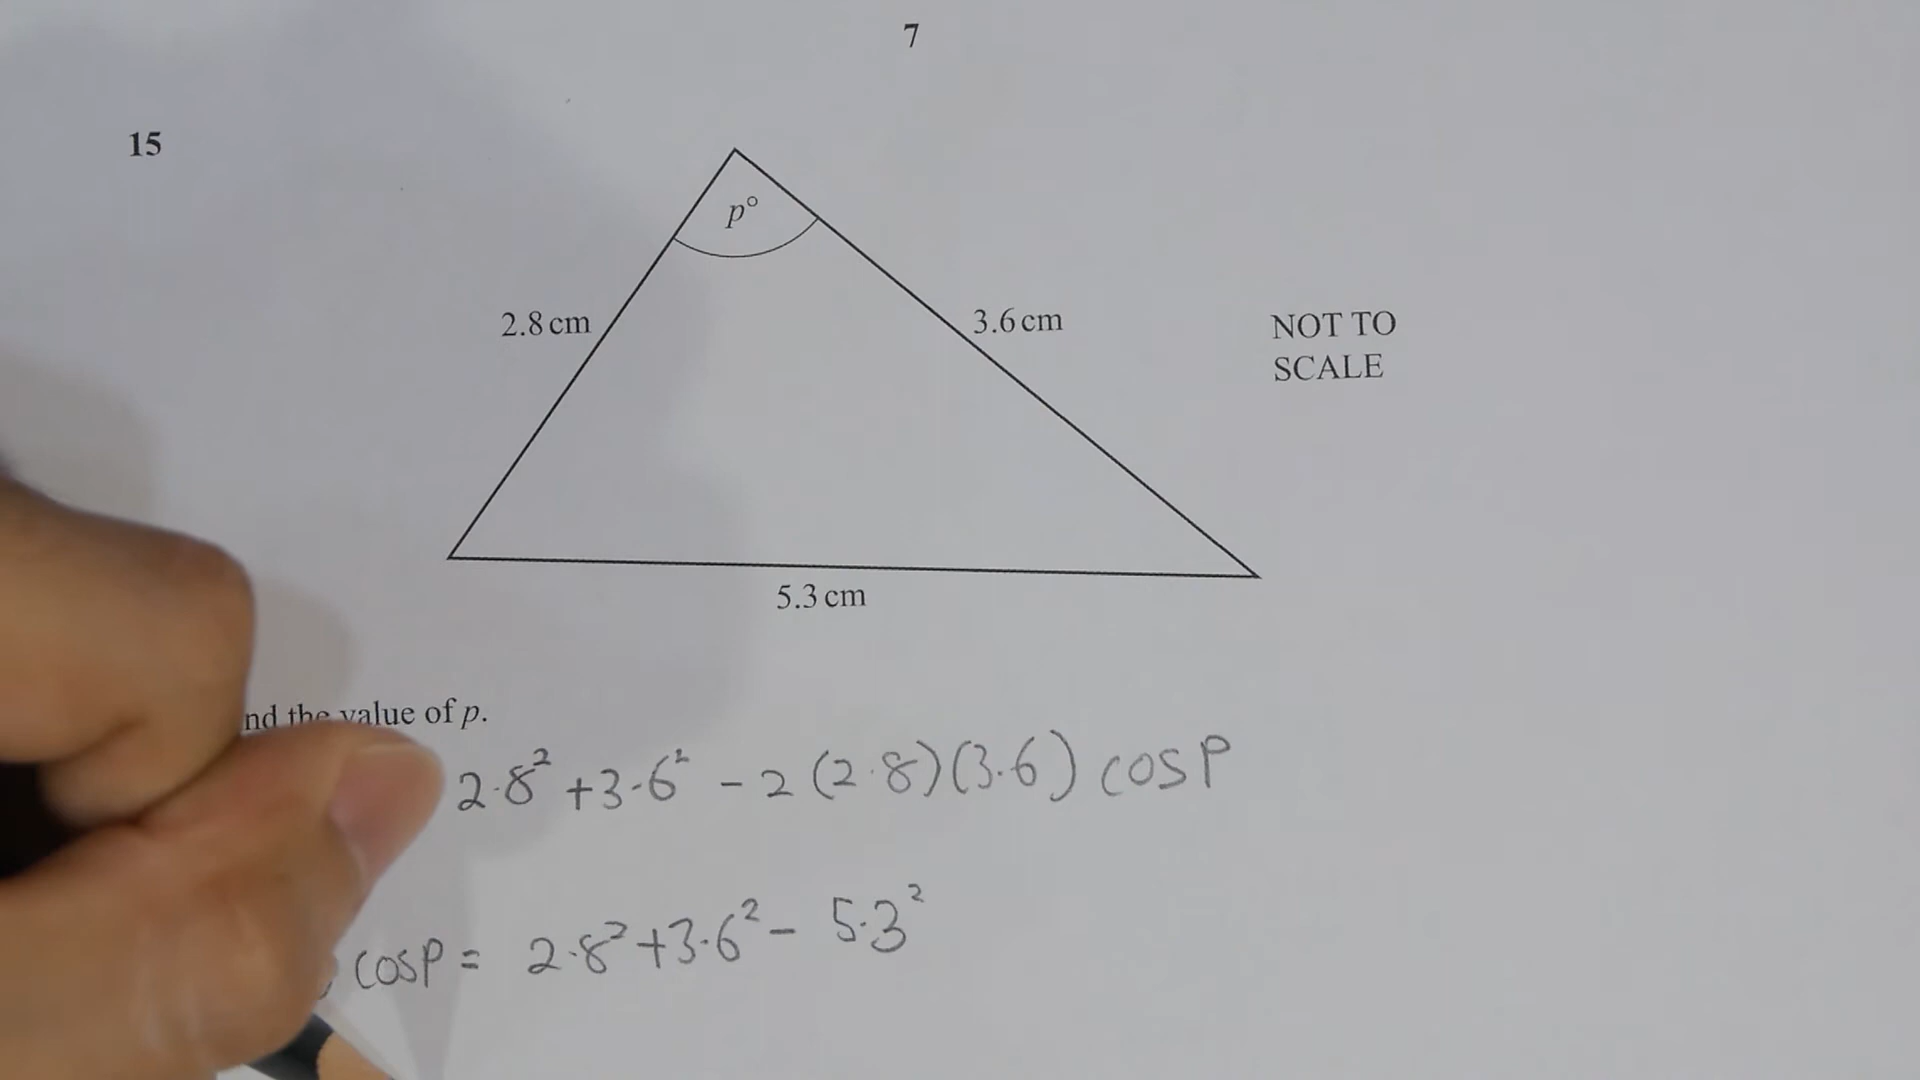 7
15
p°
2.8 cm
3.6 cm
NOT TO
SCALE
5.3 cm
the value of p.
2.8² + 3.6² - 2 (2.8)(3.6) cos P
cos P = 2.8² + 3.6² - 5.3²